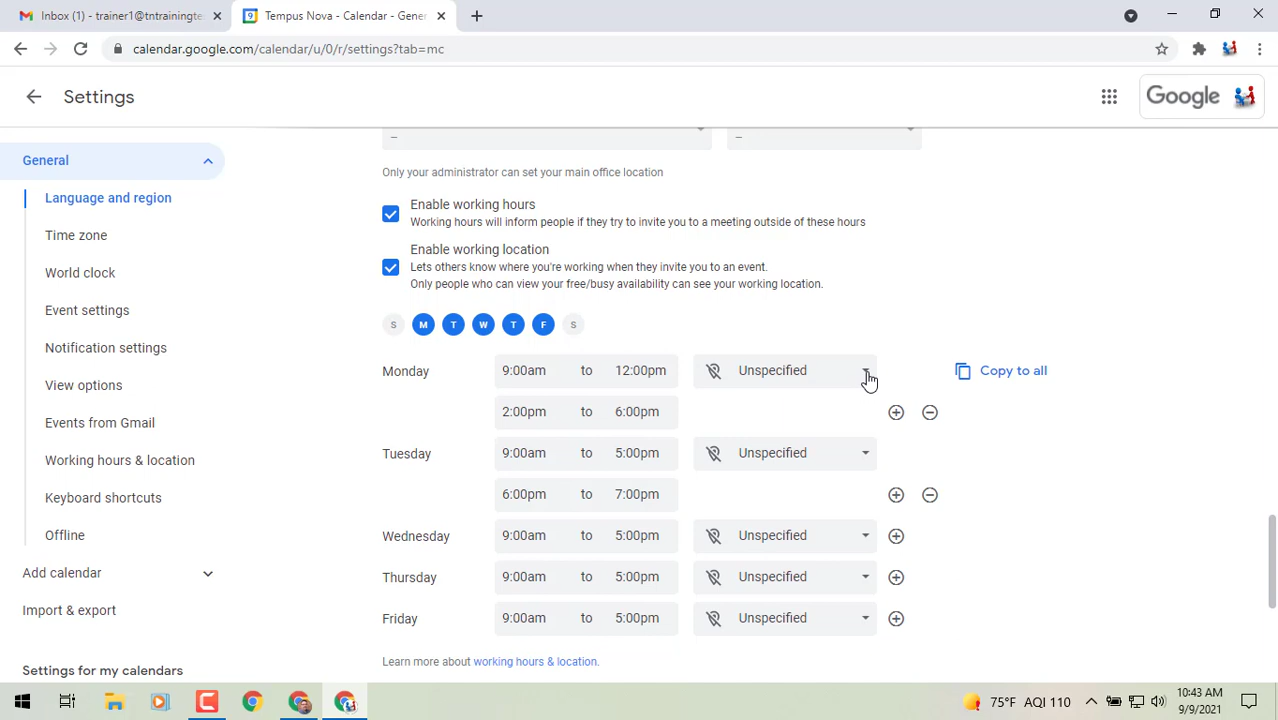 Inbox (1) - trainer1@tntrainingte
Tempus Nova - Calendar - Gener
calendar.google.com/calendar/u/0/r/settings?tab=mc
Settings
Google
General
Language and region
Time zone
World clock
Event settings
Notification settings
View options
Events from Gmail
Working hours & location
Keyboard shortcuts
Offline
Add calendar
Import & export
Settings for my calendars
– –
Only your administrator can set your main office location
Enable working hours
Working hours will inform people if they try to invite you to a meeting outside of these hours
Enable working location
Lets others know where you're working when they invite you to an event.
Only people who can view your free/busy availability can see your working location.
S M T W T F S
Monday 9:00am to 12:00pm Unspecified Copy to all
2:00pm to 6:00pm
Tuesday 9:00am to 5:00pm Unspecified
6:00pm to 7:00pm
Wednesday 9:00am to 5:00pm Unspecified
Thursday 9:00am to 5:00pm Unspecified
Friday 9:00am to 5:00pm Unspecified
Learn more about working hours & location.
75°F AQI 110
10:43 AM
9/9/2021